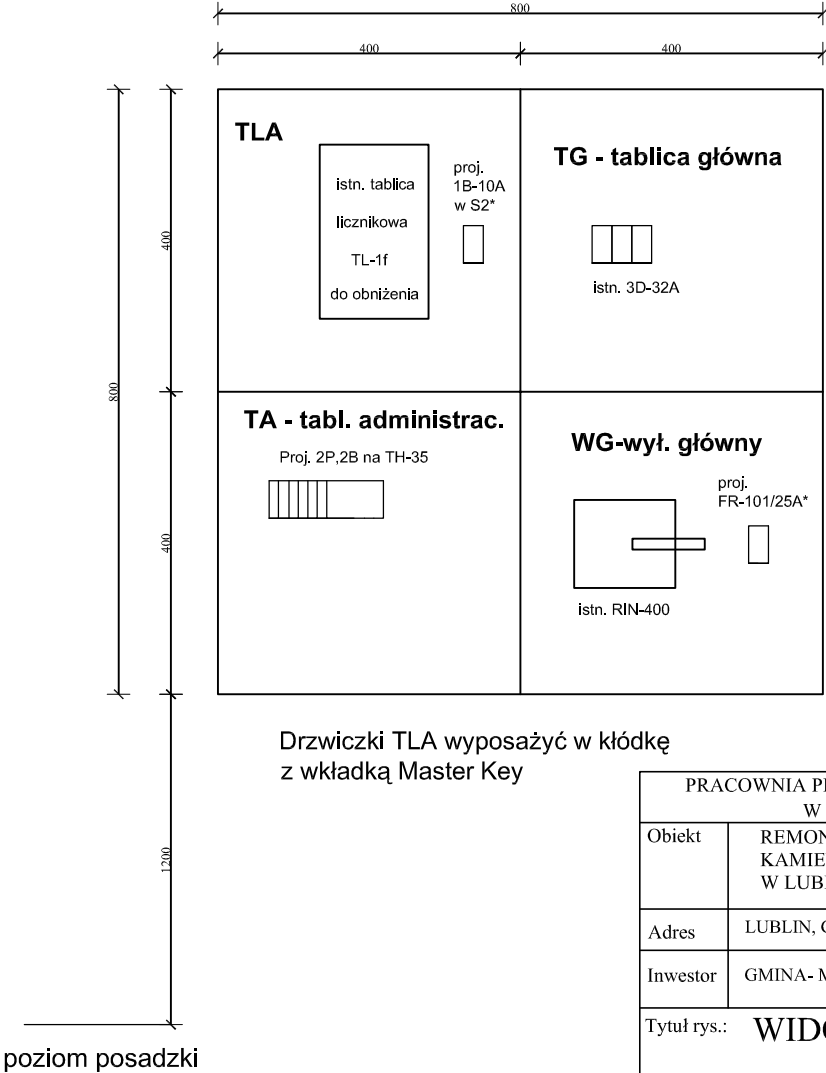 800
400
400
TLA
istn. tablica
licznikowa
TL-1f
do obniżenia
proj.
1B-10A
w S2*
TG - tablica główna
istn. 3D-32A
400
800
TA - tabl. administrac.
Proj. 2P,2B na TH-35
WG-wył. główny
proj.
FR-101/25A*
istn. RIN-400
400
Drzwiczki TLA wyposażyć w kłódkę
z wkładką Master Key
1200
poziom posadzki
PRACOWNIA
W
Obiekt
W
Adres
LUBLIN,
Inwestor
GMINA-
Tytuł rys.: